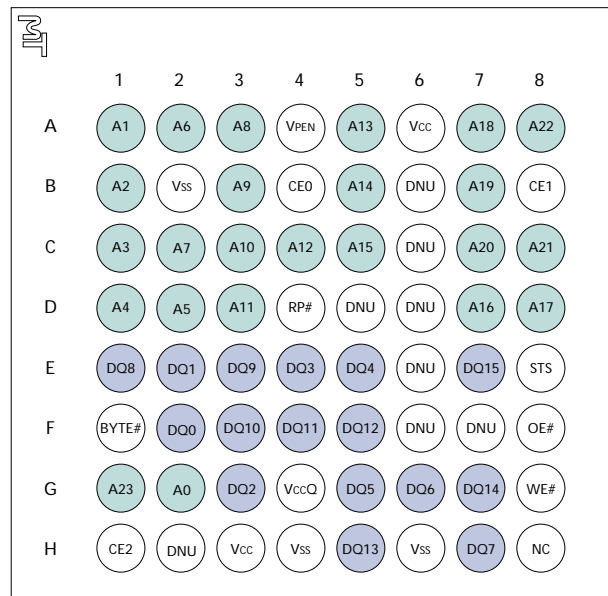 MT
1 2 3 4 5 6 7 8
A A1 A6 A8 VPEN A13 VCC A18 A22
B A2 VSS A9 CE0 A14 DNU A19 CE1
C A3 A7 A10 A12 A15 DNU A20 A21
D A4 A5 A11 RP# DNU DNU A16 A17
E DQ8 DQ1 DQ9 DQ3 DQ4 DNU DQ15 STS
F BYTE# DQ0 DQ10 DQ11 DQ12 DNU DNU OE#
G A23 A0 DQ2 VCCQ DQ5 DQ6 DQ14 WE#
H CE2 DNU VCC VSS DQ13 VSS DQ7 NC